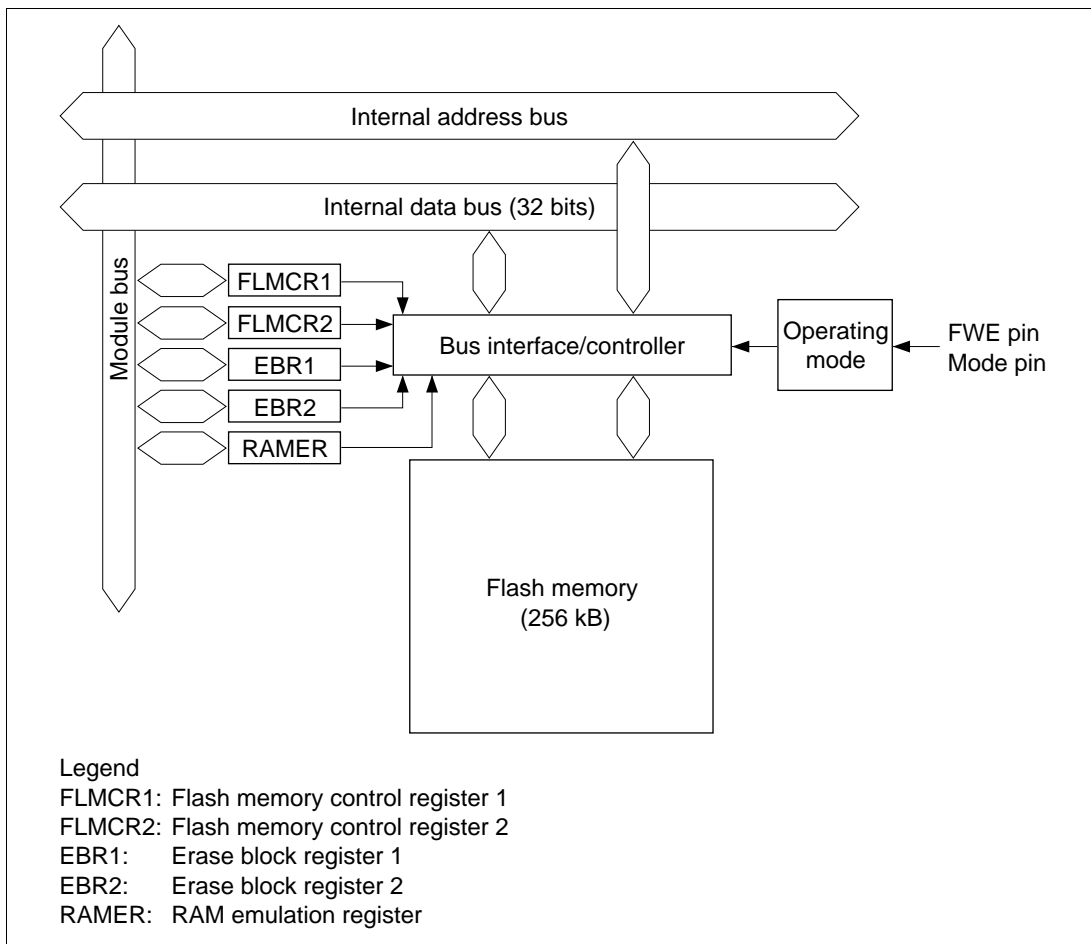 Internal address bus
Internal data bus (32 bits)
Module bus
FLMCR1
FLMCR2
EBR1
EBR2
RAMER
Bus interface/controller
Operating
mode
FWE pin
Mode pin
Flash memory
(256 kB)
Legend
FLMCR1: Flash memory control register 1
FLMCR2: Flash memory control register 2
EBR1: Erase block register 1
EBR2: Erase block register 2
RAMER: RAM emulation register